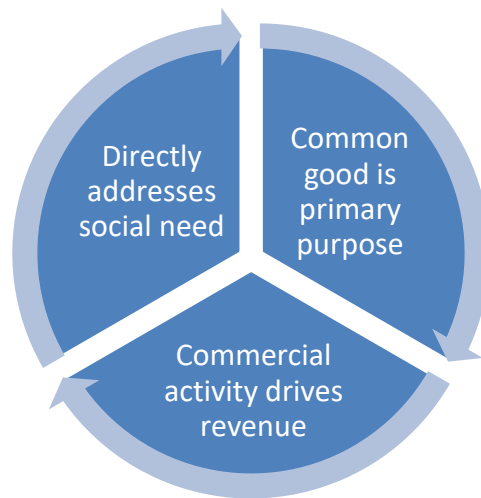 Directly
addresses
social need
Common
good is
primary
purpose
Commercial
activity drives
revenue